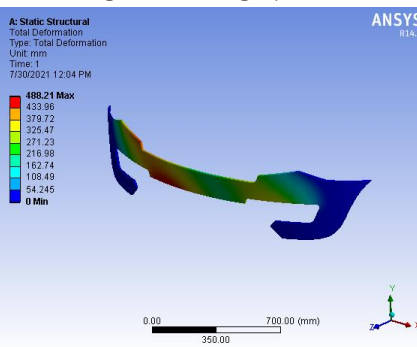 A: Static Structural
Total Deformation
Type: Total Deformation
Unit: mm
Time: 1
7/30/2021 12:04 PM
488.21 Max
433.96
379.72
325.47
271.23
216.98
162.74
108.49
54.245
0 Min
ANSYS
R14.
0.00 700.00 (mm)
350.00
Y
Z X